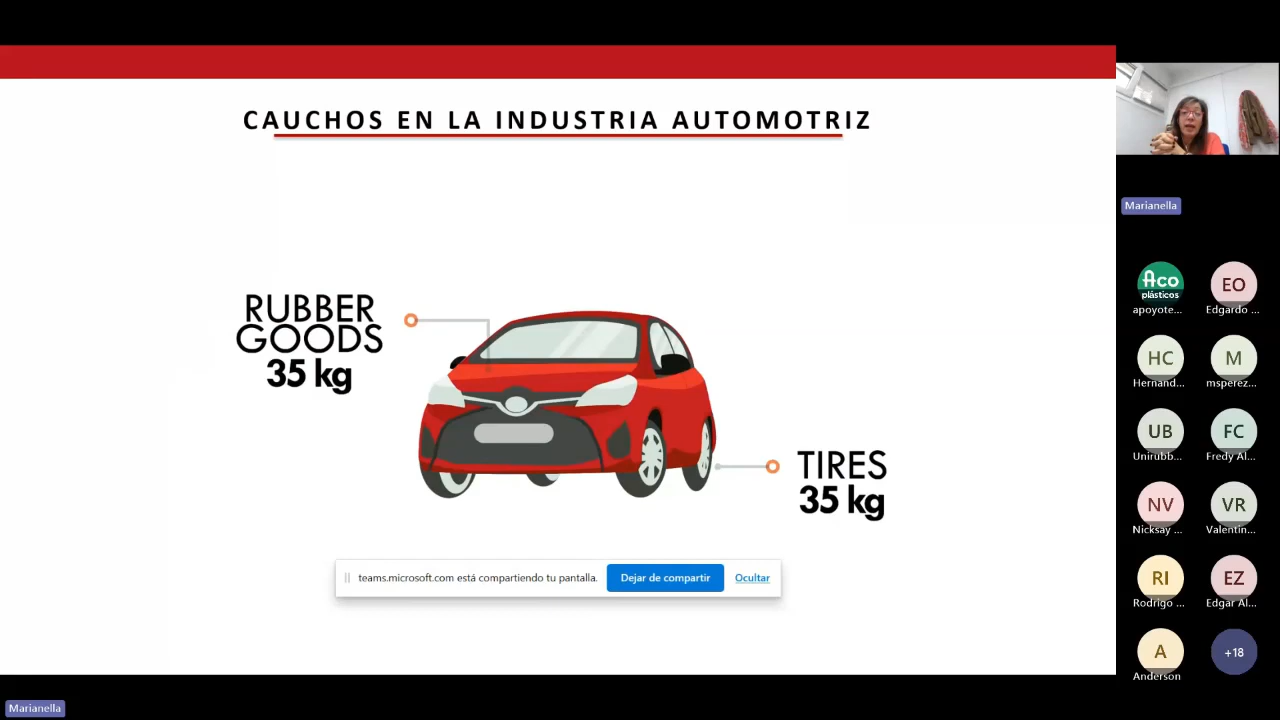 CAUCHOS EN LA INDUSTRIA AUTOMOTRIZ
RUBBER
GOODS
35 kg
TIRES
35 kg
teams.microsoft.com está compartiendo tu pantalla.
Dejar de compartir
Ocultar
Marianella
Aco
plásticos
apoyote...
EO
Edgardo ...
HC
Hernand...
M
msperez...
UB
Unirubb...
FC
Fredy Al...
NV
Nicksay ...
VR
Valentin...
RI
Rodrigo ...
EZ
Edgar Al...
A
Anderson
+18
Marianella